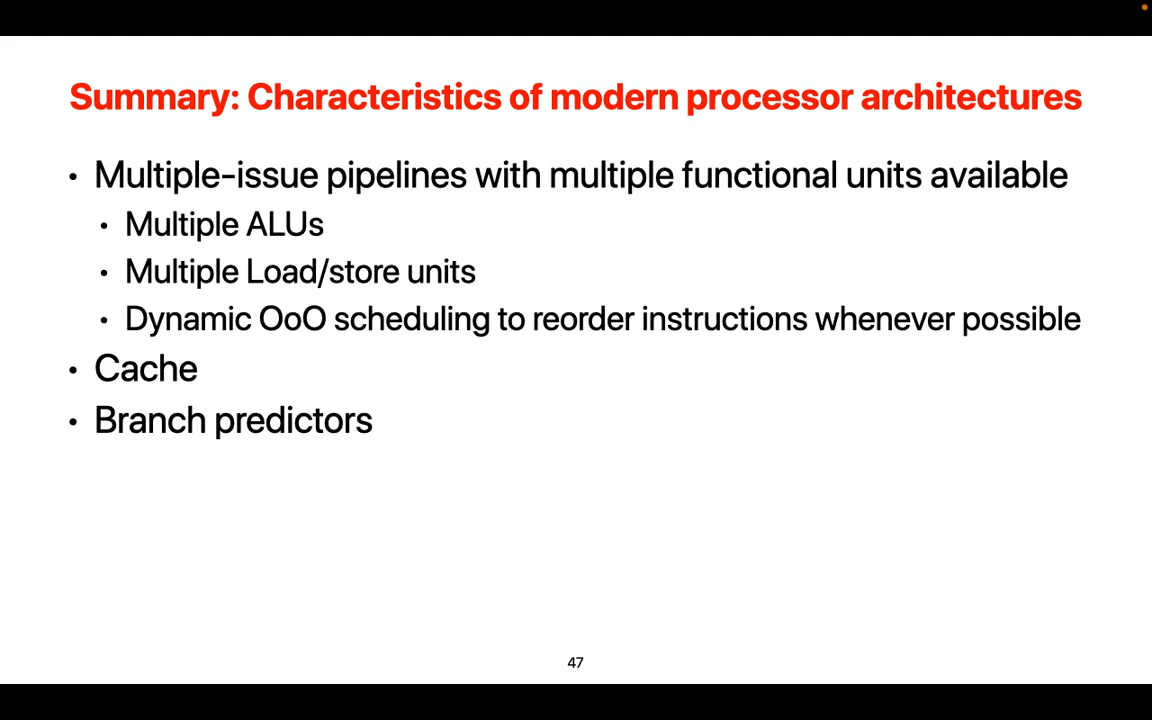 Summary: Characteristics of modern processor architectures
• Multiple-issue pipelines with multiple functional units available
• Multiple ALUs
• Multiple Load/store units
• Dynamic OoO scheduling to reorder instructions whenever possible
• Cache
• Branch predictors
47